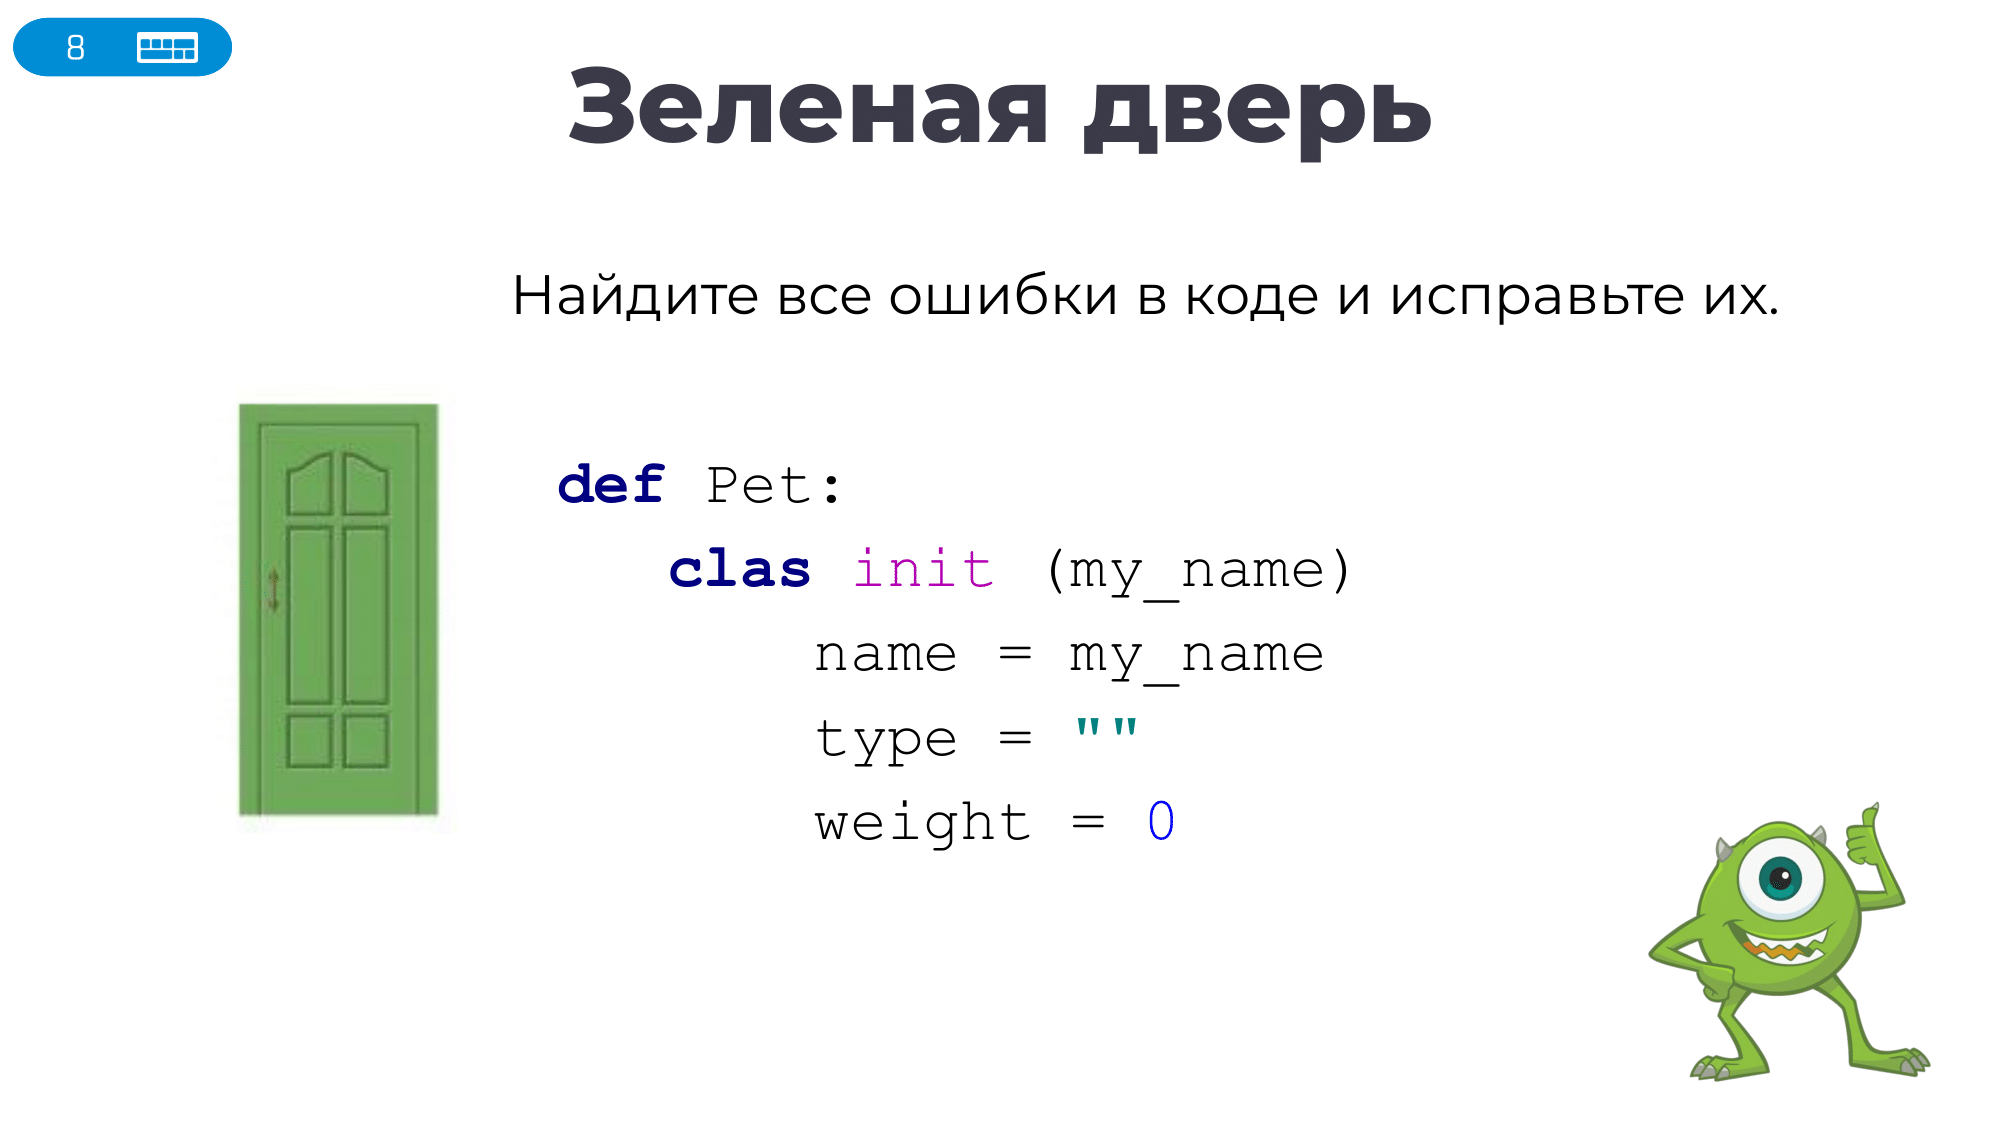 8
Зеленая дверь
Найдите все ошибки в коде и исправьте их.
def Pet:
clas init (my_name)
name = my_name
type = ""
weight = 0